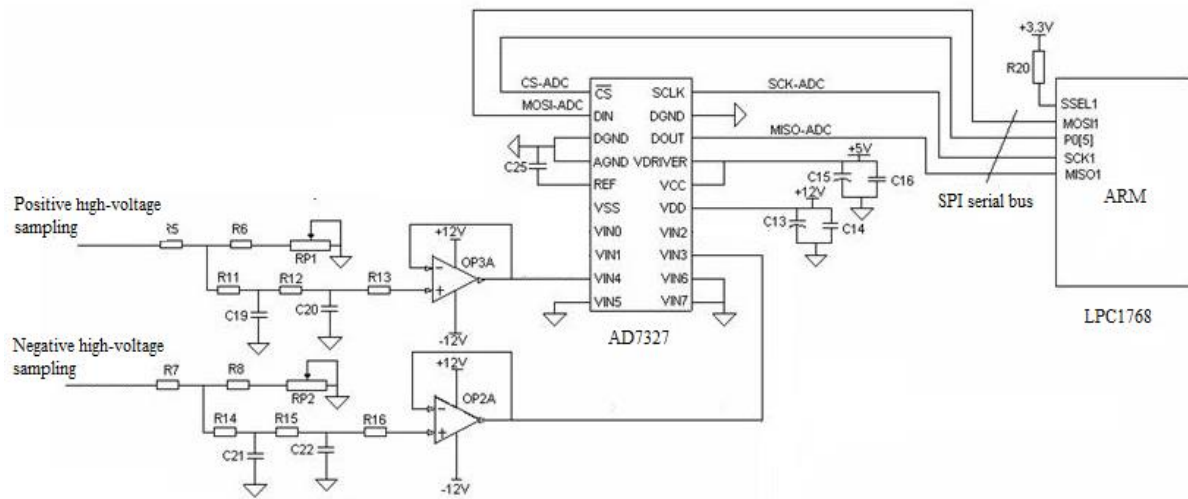 +3.3V
R20
CS-ADC
MOSI-ADC
CS
DIN
DGND
AGND
REF
VSS
VIN0
VIN1
VIN4
VIN5
SCLK
DGND
DOUT
VDRIVER
VCC
VDD
VIN2
VIN3
VIN6
VIN7
AD7327
SCK-ADC
MISO-ADC
SSEL1
MOSI1
P0[5]
SCK1
MISO1
ARM
LPC1768
SPI serial bus
C25
+5V
C15
C16
+12V
C13
C14
Positive high-voltage
sampling
R5
R6
RP1
R11
R12
R13
C19
C20
+12V
OP3A
-
+
-12V
Negative high-voltage
sampling
R7
R8
RP2
R14
R15
R16
C21
C22
+12V
OP2A
-
+
-12V